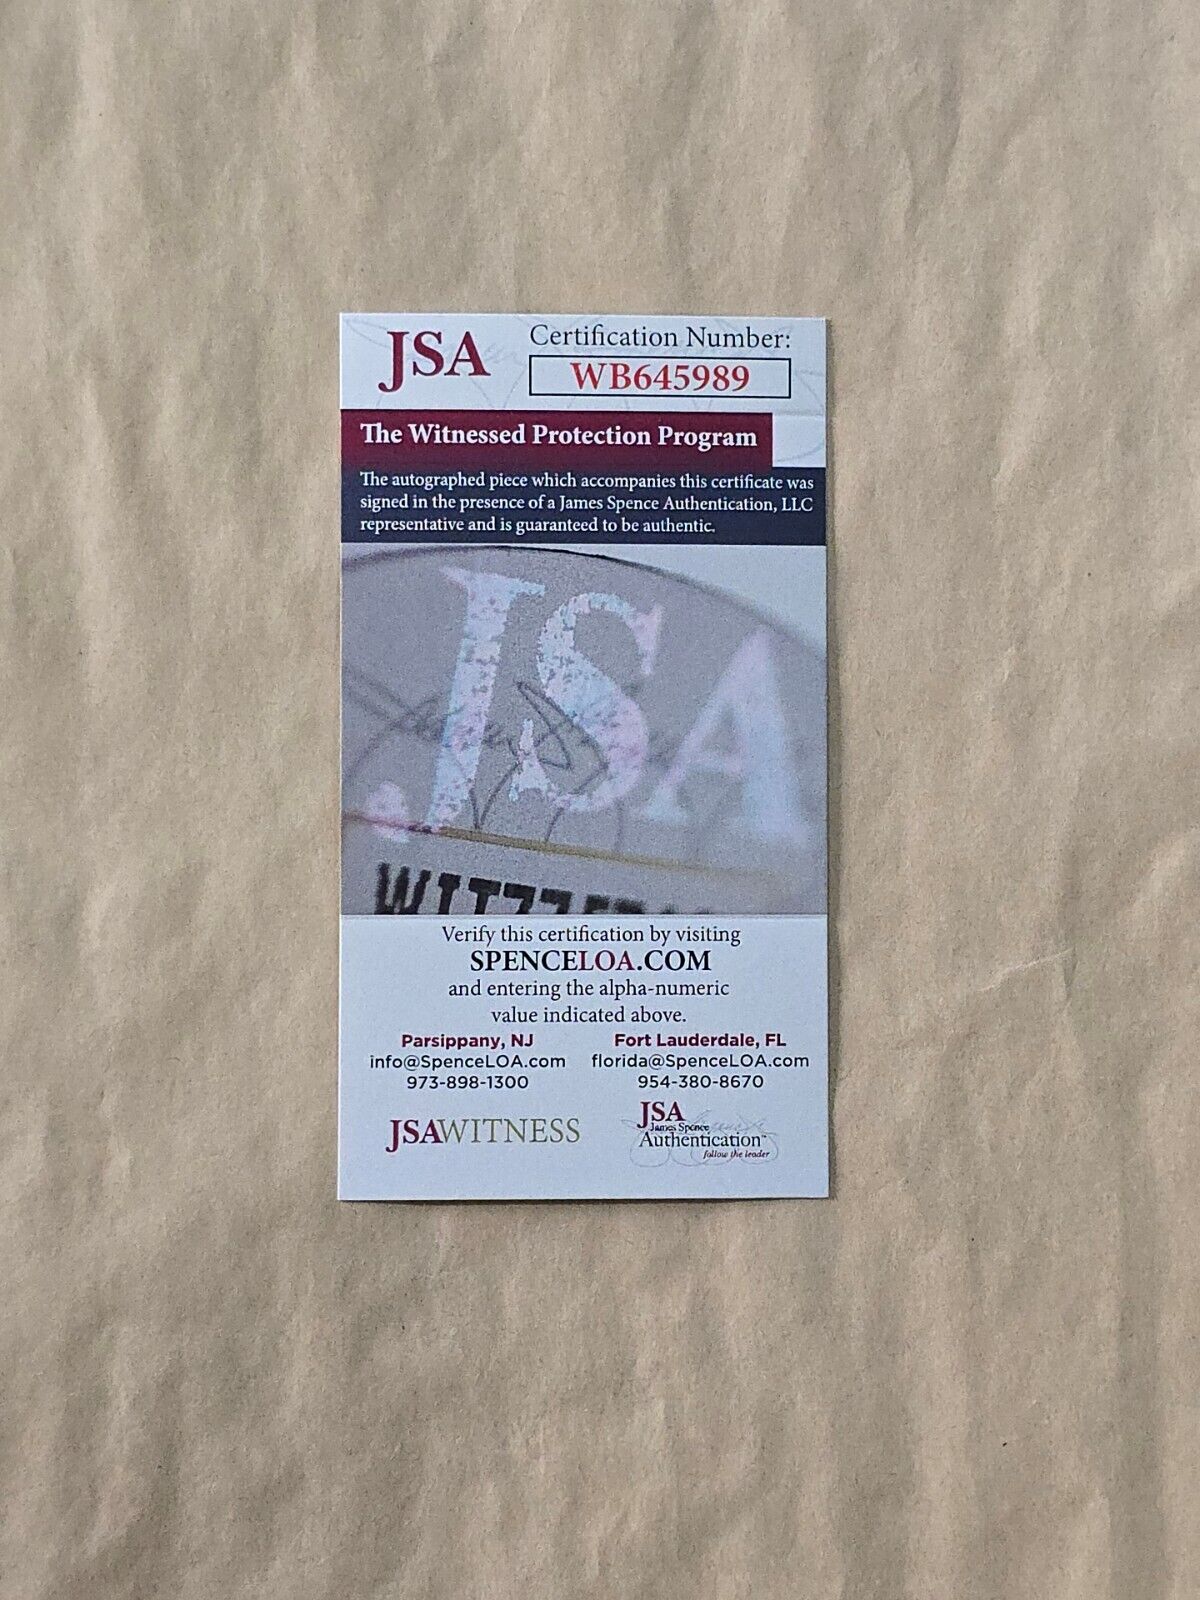 JSA
Certification Number:
WB645989
The Witnessed Protection Program
The autographed piece which accompanies this certificate was
signed in the presence of a James Spence Authentication, LLC
representative and is guaranteed to be authentic.
JSA
Verify this certification by visiting
SPENCELOA.COM
and entering the alpha-numeric
value indicated above.
Parsippany, NJ
info@SpenceLOA.com
973-898-1300
Fort Lauderdale, FL
florida@SpenceLOA.com
954-380-8670
JSAWITNESS
JSA
James Spence
Authentication™
follow the leader